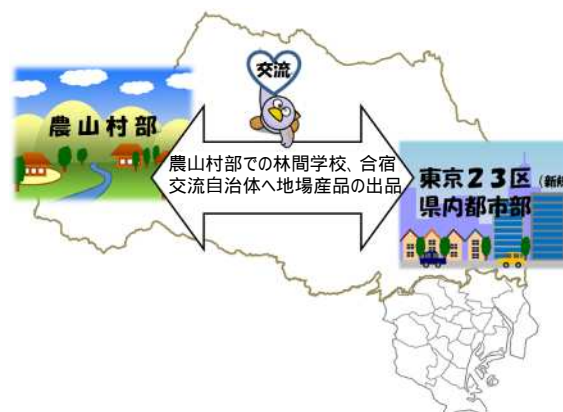 交流
農山村部
農山村部での林間学校、合宿
交流自治体へ地場産品の出品
東京２３区
県内都市部